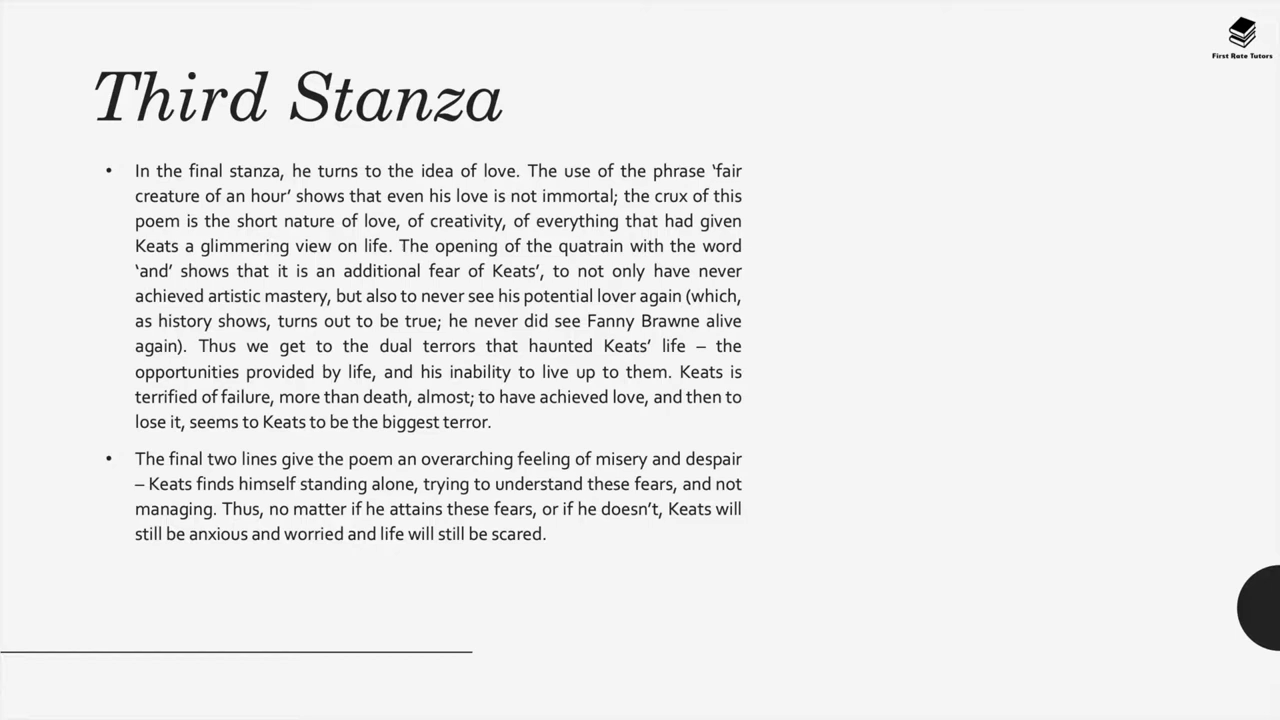 First Rate Tutors
Third Stanza
• In the final stanza, he turns to the idea of love. The use of the phrase ‘fair
creature of an hour’ shows that even his love is not immortal; the crux of this
poem is the short nature of love, of creativity, of everything that had given
Keats a glimmering view on life. The opening of the quatrain with the word
‘and’ shows that it is an additional fear of Keats’, to not only have never
achieved artistic mastery, but also to never see his potential lover again (which,
as history shows, turns out to be true; he never did see Fanny Brawne alive
again). Thus we get to the dual terrors that haunted Keats’ life – the
opportunities provided by life, and his inability to live up to them. Keats is
terrified of failure, more than death, almost; to have achieved love, and then to
lose it, seems to Keats to be the biggest terror.
• The final two lines give the poem an overarching feeling of misery and despair
– Keats finds himself standing alone, trying to understand these fears, and not
managing. Thus, no matter if he attains these fears, or if he doesn’t, Keats will
still be anxious and worried and life will still be scared.